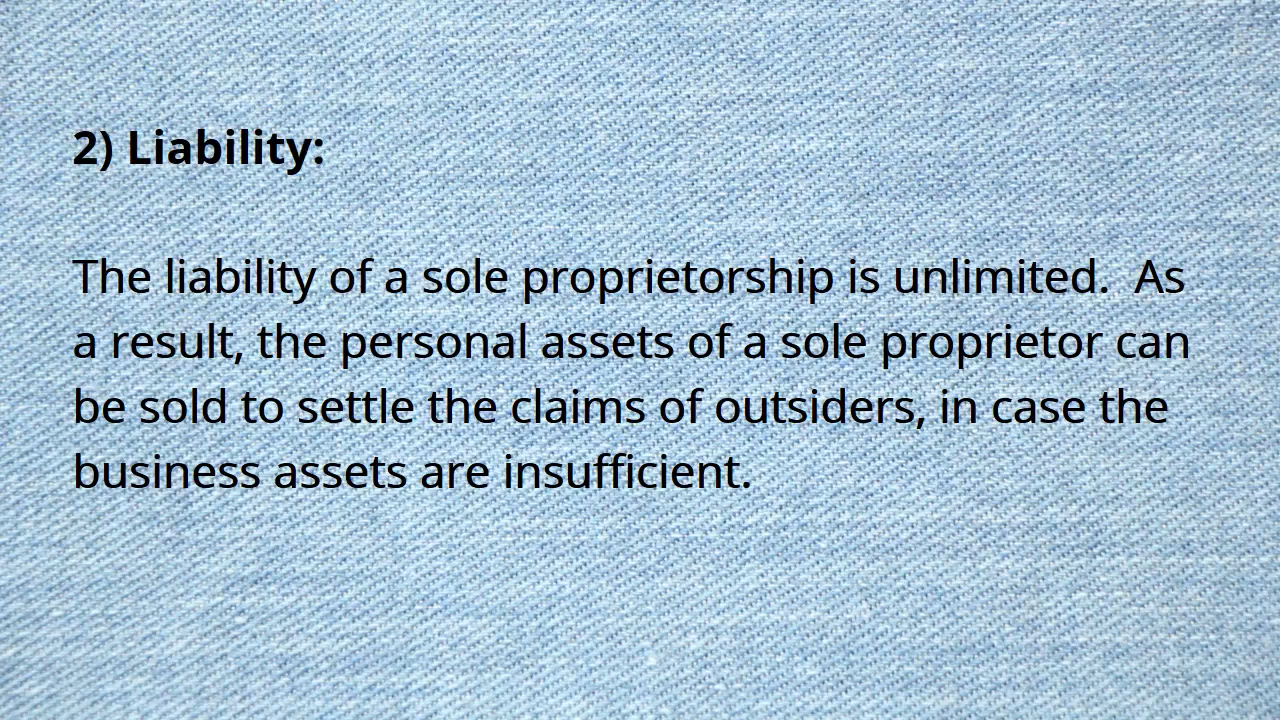 2) Liability:
The liability of a sole proprietorship is unlimited.  As
a result, the personal assets of a sole proprietor can
be sold to settle the claims of outsiders, in case the
business assets are insufficient.